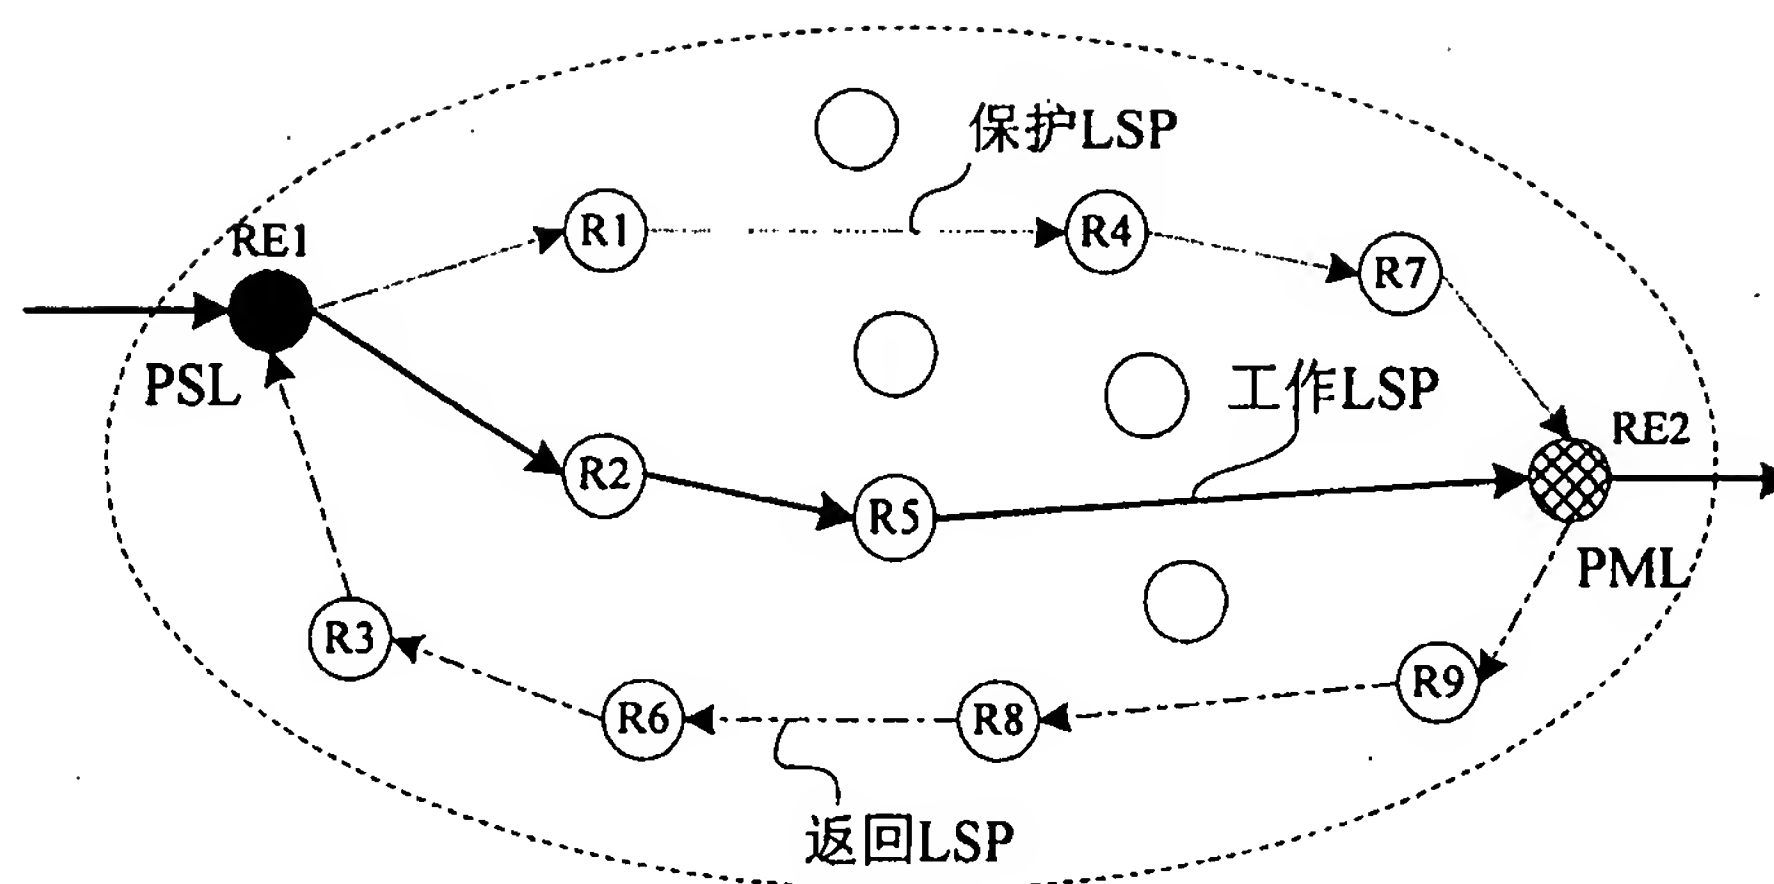 保护LSP
R1
R4
RE1
R7
PSL
工作LSP
RE2
R2
R5
PML
R3
R9
R6
R8
返回LSP